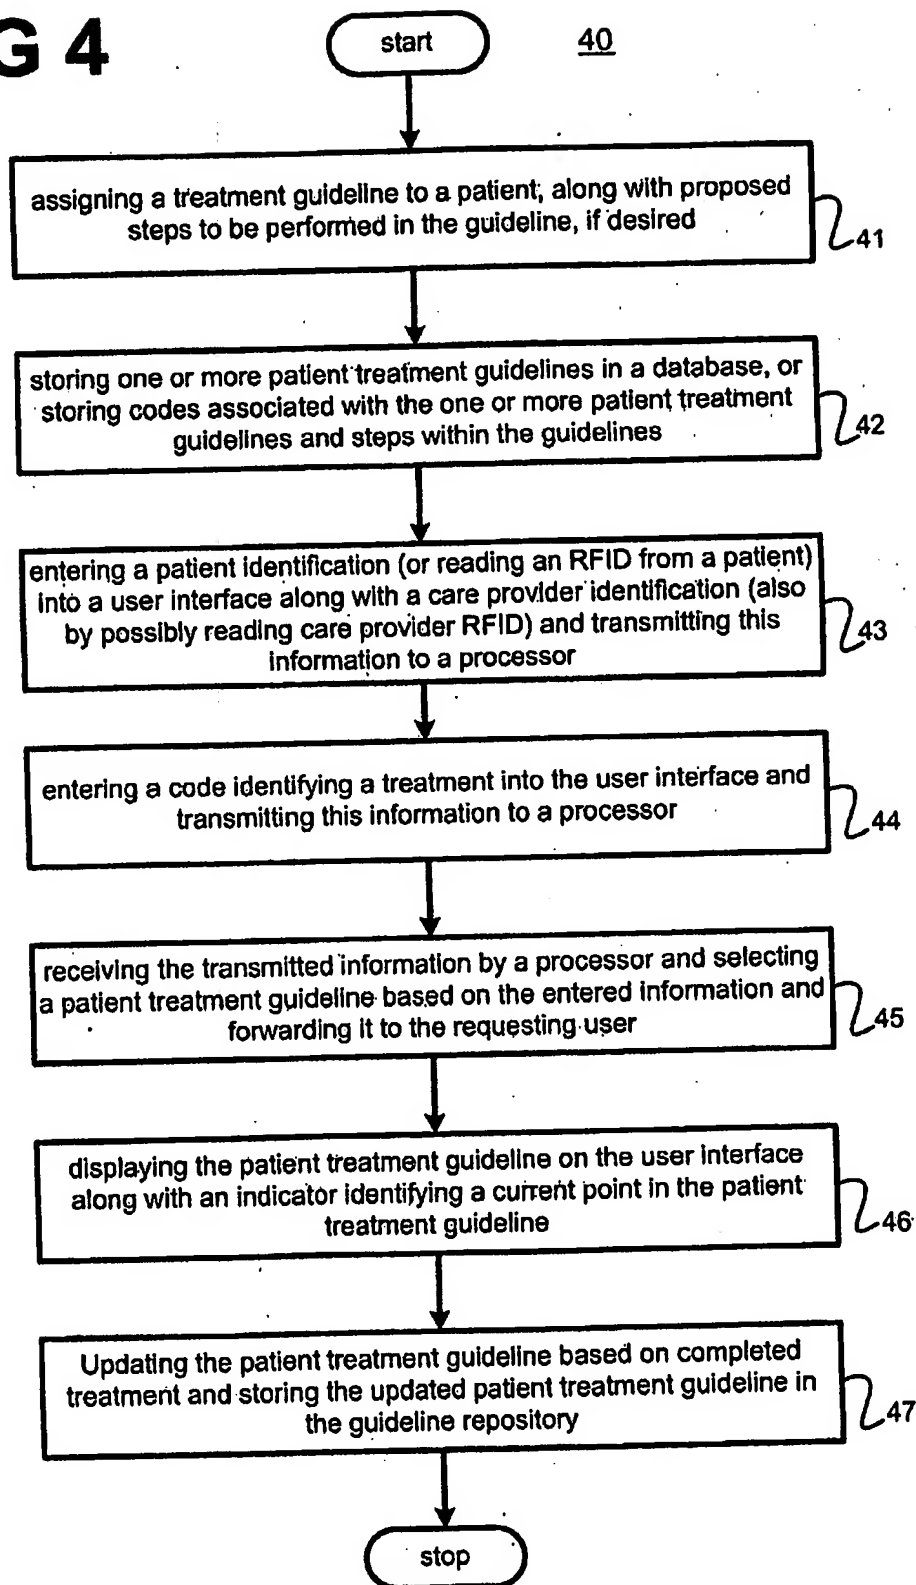 G 4
start
40
assigning a treatment guideline to a patient, along with proposed
steps to be performed in the guideline, if desired
41
storing one or more patient treatment guidelines in a database, or
storing codes associated with the one or more patient treatment
guidelines and steps within the guidelines
42
entering a patient identification (or reading an RFID from a patient)
into a user interface along with a care provider identification (also
by possibly reading care provider RFID) and transmitting this
information to a processor
43
entering a code identifying a treatment into the user interface and
transmitting this information to a processor
44
receiving the transmitted information by a processor and selecting
a patient treatment guideline based on the entered information and
forwarding it to the requesting user
45
displaying the patient treatment guideline on the user interface
along with an indicator identifying a current point in the patient
treatment guideline
46
Updating the patient treatment guideline based on completed
treatment and storing the updated patient treatment guideline in
the guideline repository
47
stop